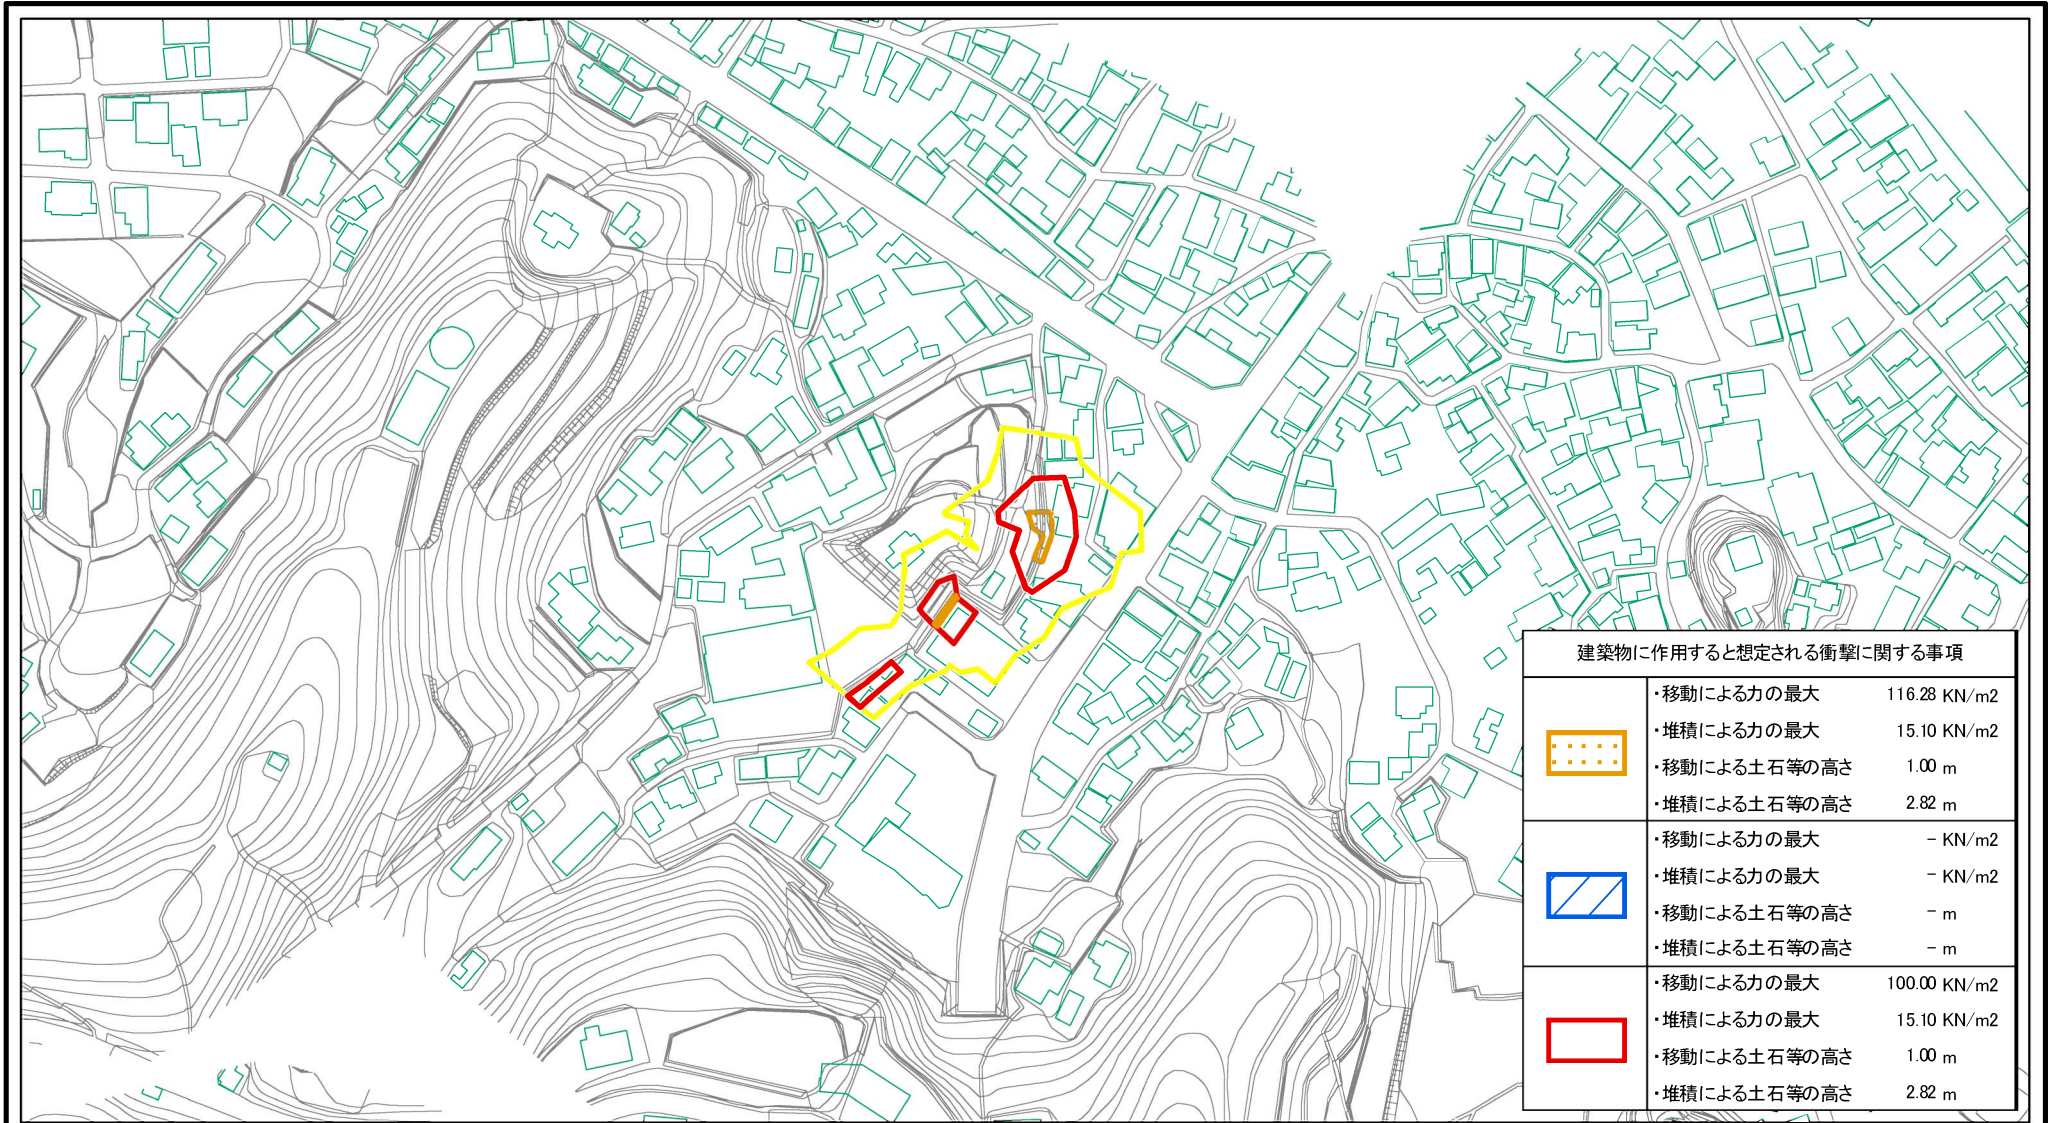 建築物に作用すると想定される衝撃に関する事項
・移動による力の最大 116.28 KN/m2
・堆積による力の最大 15.10 KN/m2
・移動による土石等の高さ 1.00 m
・堆積による土石等の高さ 2.82 m
・移動による力の最大 - KN/m2
・堆積による力の最大 - KN/m2
・移動による土石等の高さ - m
・堆積による土石等の高さ - m
・移動による力の最大 100.00 KN/m2
・堆積による力の最大 15.10 KN/m2
・移動による土石等の高さ 1.00 m
・堆積による土石等の高さ 2.82 m